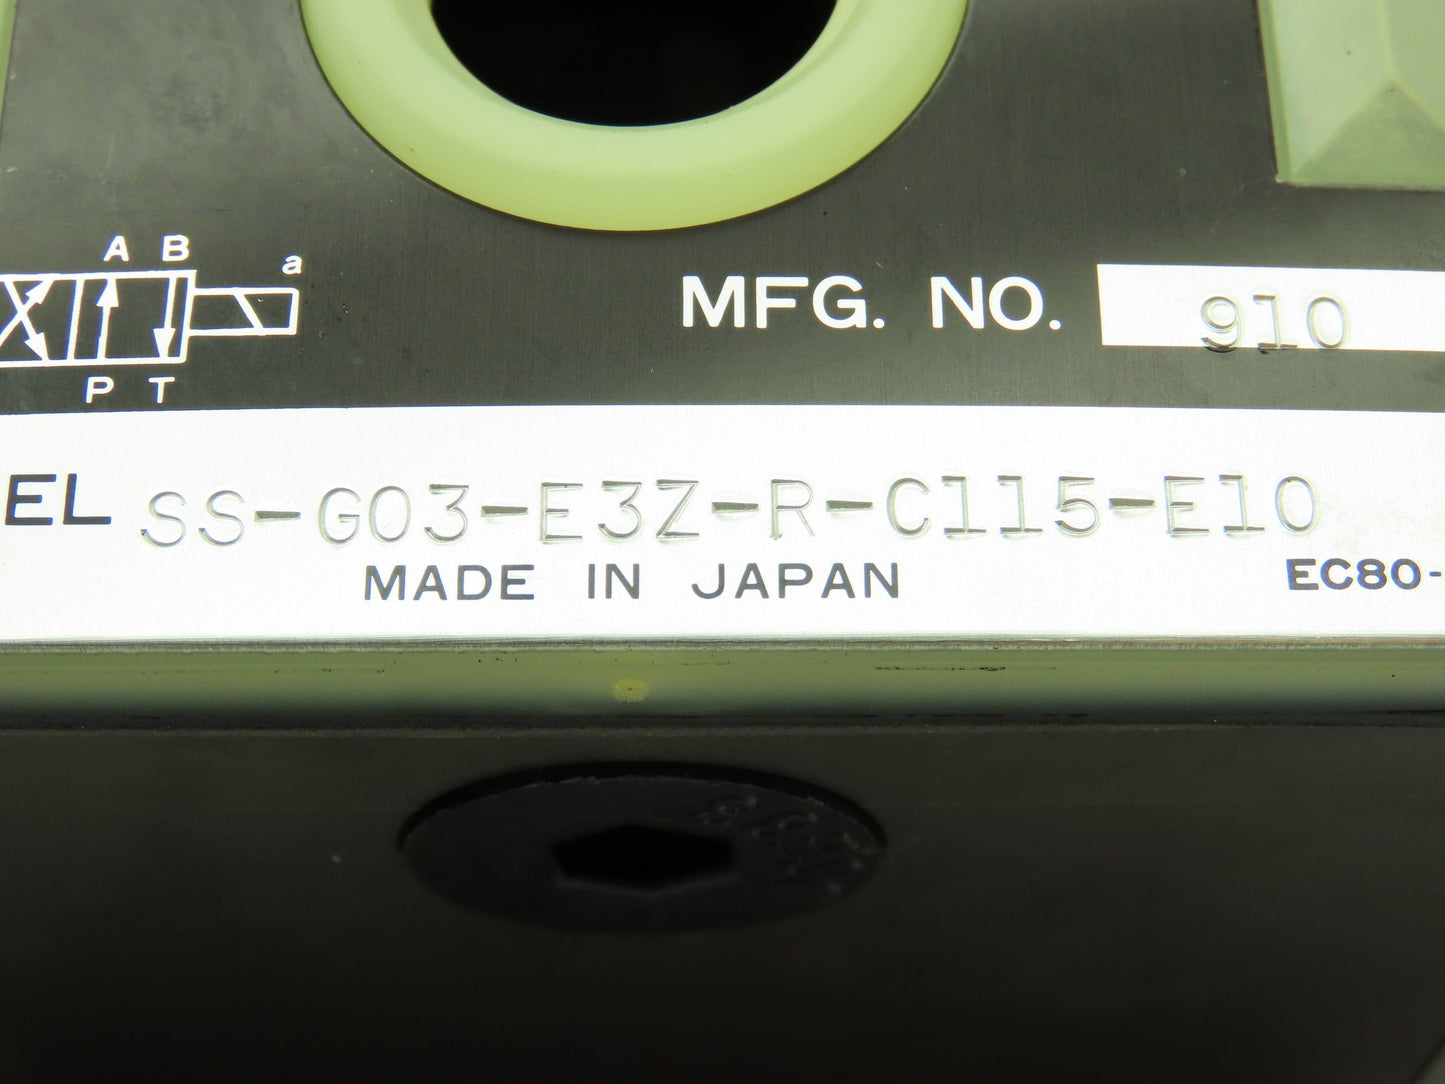 A B a
MFG. NO. 910
P T
EL SS-G03-E3Z-R-C115-E10
MADE IN JAPAN
EC80-